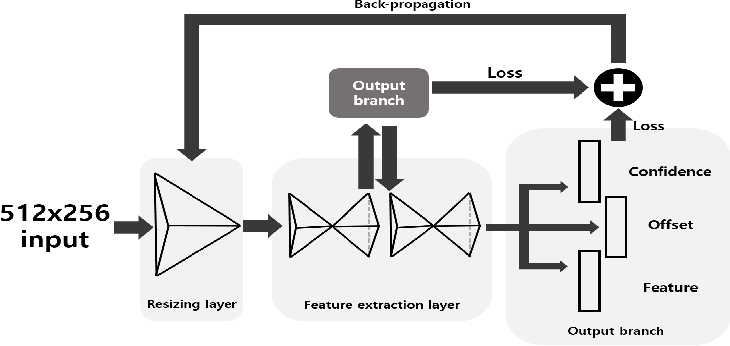 Back-propagation
Output
branch
Loss
Loss
Confidence
512x256
input
Offset
Feature
Resizing layer
Feature extraction layer
Output branch